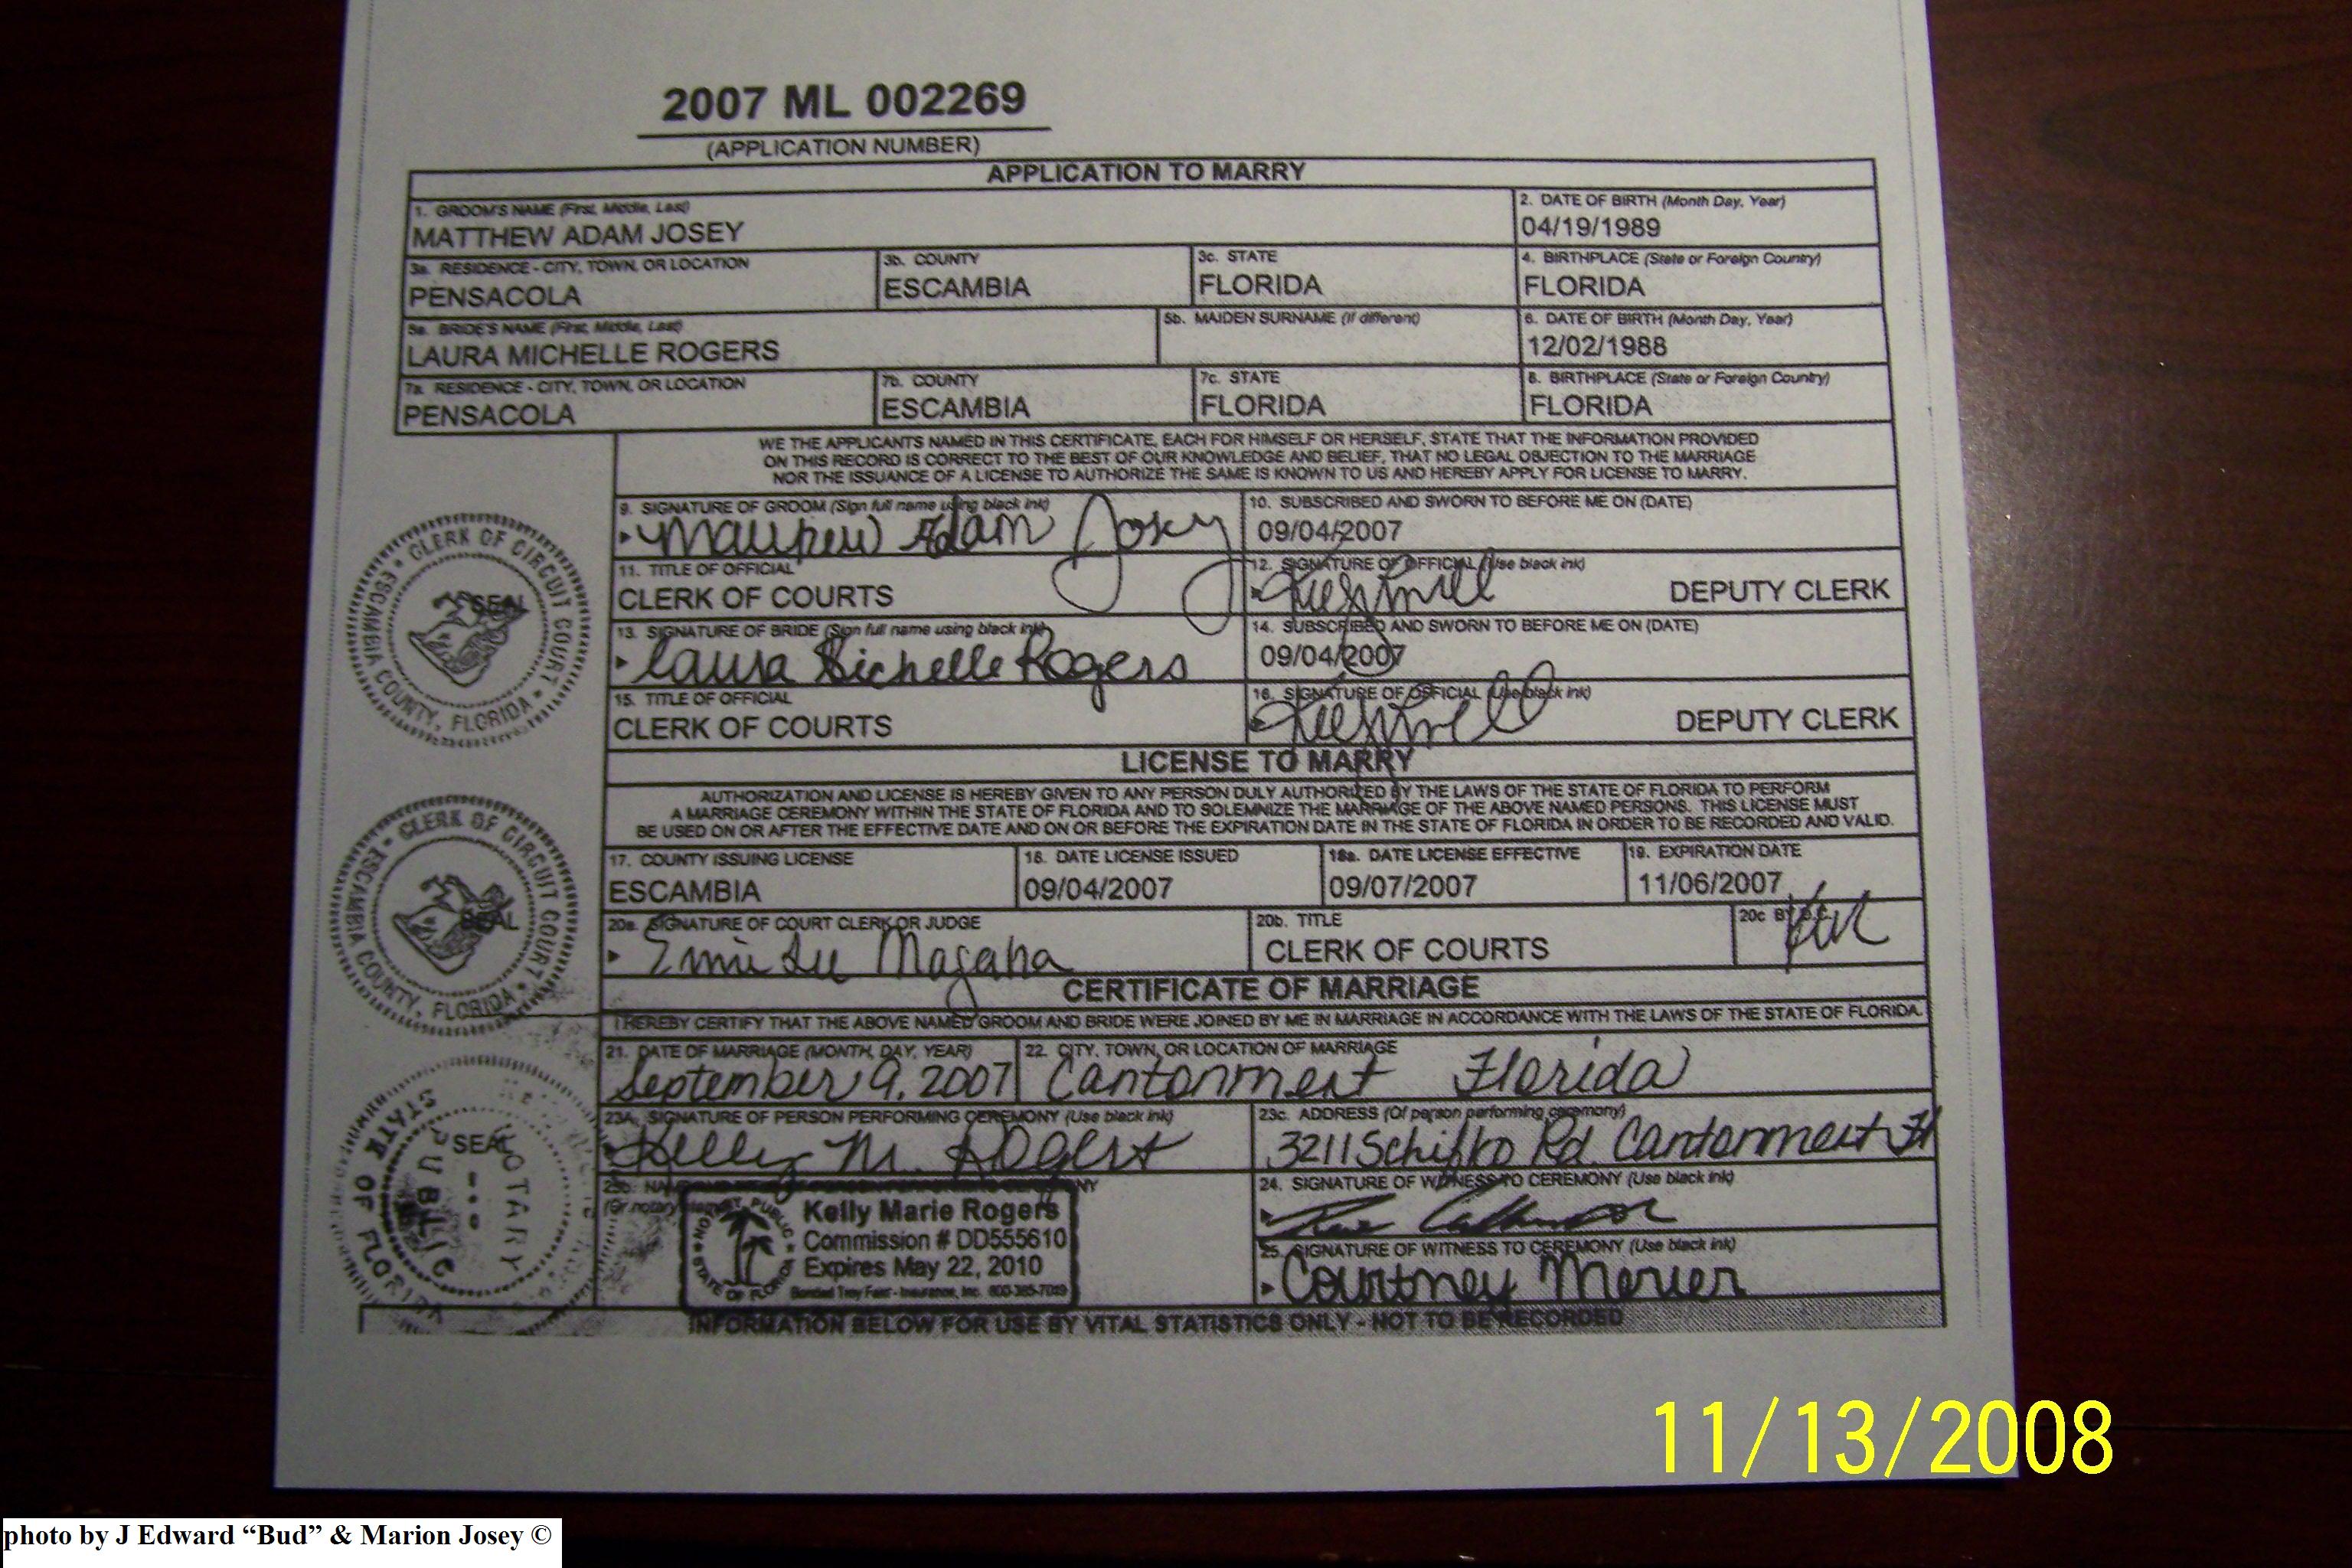 2007 ML 002269
(APPLICATION NUMBER)
APPLICATION TO MARRY
1. GROOM'S NAME (First, Middle, Last)
MATTHEW ADAM JOSEY
2. DATE OF BIRTH (Month Day, Year)
04/19/1989
3a. RESIDENCE - CITY, TOWN, OR LOCATION
PENSACOLA
3b. COUNTY
ESCAMBIA
3c. STATE
FLORIDA
4. BIRTHPLACE (State or Foreign Country)
FLORIDA
5a. BRIDE'S NAME (First, Middle, Last)
LAURA MICHELLE ROGERS
5b. MAIDEN SURNAME (If different)
6. DATE OF BIRTH (Month Day, Year)
12/02/1988
7a. RESIDENCE - CITY, TOWN, OR LOCATION
PENSACOLA
7b. COUNTY
ESCAMBIA
7c. STATE
FLORIDA
8. BIRTHPLACE (State or Foreign Country)
FLORIDA
WE THE APPLICANTS NAMED IN THIS CERTIFICATE, EACH FOR HIMSELF OR HERSELF, STATE THAT THE INFORMATION PROVIDED
ON THIS RECORD IS CORRECT TO THE BEST OF OUR KNOWLEDGE AND BELIEF, THAT NO LEGAL OBJECTION TO THE MARRIAGE
NOR THE ISSUANCE OF A LICENSE TO AUTHORIZE THE SAME IS KNOWN TO US AND HEREBY APPLY FOR LICENSE TO MARRY.
9. SIGNATURE OF GROOM (Sign full name using black ink)
Matthew Adam Josey
10. SUBSCRIBED AND SWORN TO BEFORE ME ON (DATE)
09/04/2007
11. TITLE OF OFFICIAL
CLERK OF COURTS
12. SIGNATURE OF OFFICIAL (Use black ink)
DEPUTY CLERK
13. SIGNATURE OF BRIDE (Sign full name using black ink)
Laura Michelle Rogers
14. SUBSCRIBED AND SWORN TO BEFORE ME ON (DATE)
09/04/2007
15. TITLE OF OFFICIAL
CLERK OF COURTS
16. SIGNATURE OF OFFICIAL (Use black ink)
DEPUTY CLERK
CLERK OF CIRCUIT COURT
ESCAMBIA COUNTY, FLORIDA
SEAL
LICENSE TO MARRY
AUTHORIZATION AND LICENSE IS HEREBY GIVEN TO ANY PERSON DULY AUTHORIZED BY THE LAWS OF THE STATE OF FLORIDA TO PERFORM
A MARRIAGE CEREMONY WITHIN THE STATE OF FLORIDA AND TO SOLEMNIZE THE MARRIAGE OF THE ABOVE NAMED PERSONS. THIS LICENSE MUST
BE USED ON OR AFTER THE EFFECTIVE DATE AND ON OR BEFORE THE EXPIRATION DATE IN THE STATE OF FLORIDA IN ORDER TO BE RECORDED AND VALID.
17. COUNTY ISSUING LICENSE
ESCAMBIA
18. DATE LICENSE ISSUED
09/04/2007
18a. DATE LICENSE EFFECTIVE
09/07/2007
19. EXPIRATION DATE
11/06/2007
20a. SIGNATURE OF COURT CLERK OR JUDGE
Ernie Lee Magaha
20b. TITLE
CLERK OF COURTS
20c BY D.C.
CLERK OF CIRCUIT COURT
ESCAMBIA COUNTY, FLORIDA
SEAL
CERTIFICATE OF MARRIAGE
I HEREBY CERTIFY THAT THE ABOVE NAMED GROOM AND BRIDE WERE JOINED BY ME IN MARRIAGE IN ACCORDANCE WITH THE LAWS OF THE STATE OF FLORIDA.
21. DATE OF MARRIAGE (MONTH, DAY, YEAR)
September 9, 2007
22. CITY, TOWN, OR LOCATION OF MARRIAGE
Cantonment Florida
23A. SIGNATURE OF PERSON PERFORMING CEREMONY (Use black ink)
Kelly M. Rogers
23c. ADDRESS (Of person performing ceremony)
3211 Schifko Rd. Cantonment Fl
23b.
(Or notary
NOTARY PUBLIC
STATE OF FLORIDA
Kelly Marie Rogers
Commission # DD555610
Expires May 22, 2010
Bonded Troy Fain - Insurance, Inc. 800-385-7019
24. SIGNATURE OF WITNESS TO CEREMONY (Use black ink)
25. SIGNATURE OF WITNESS TO CEREMONY (Use black ink)
Courtney Merier
NOTARY
PUBLIC
STATE OF FLORIDA
SEAL
INFORMATION BELOW FOR USE BY VITAL STATISTICS ONLY - NOT TO BE RECORDED
11/13/2008
photo by J Edward “Bud” & Marion Josey ©